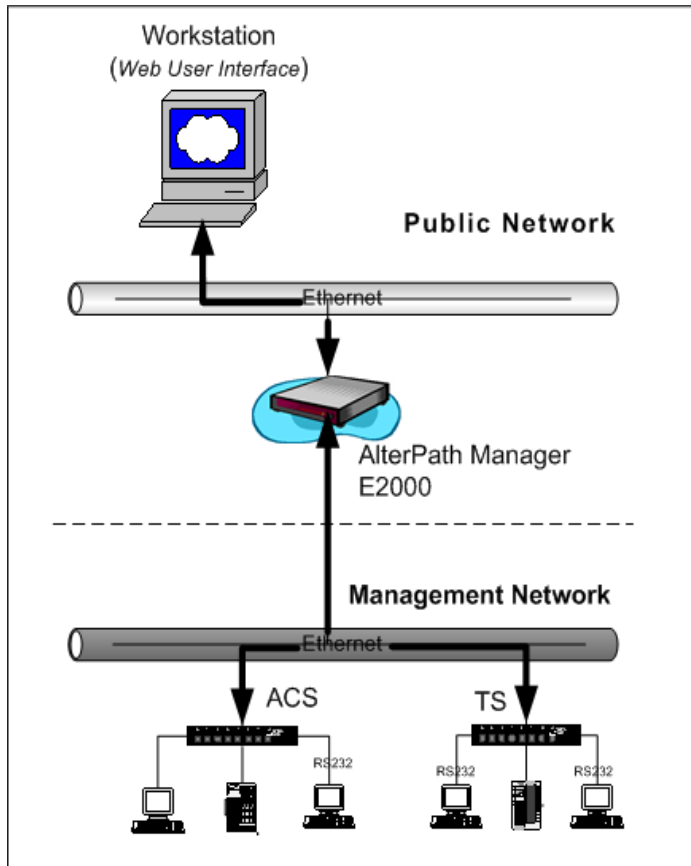 Workstation
(Web User Interface)
Public Network
Ethernet
AlterPath Manager
E2000
Management Network
Ethernet
ACS
TS
RS232
RS232
RS232